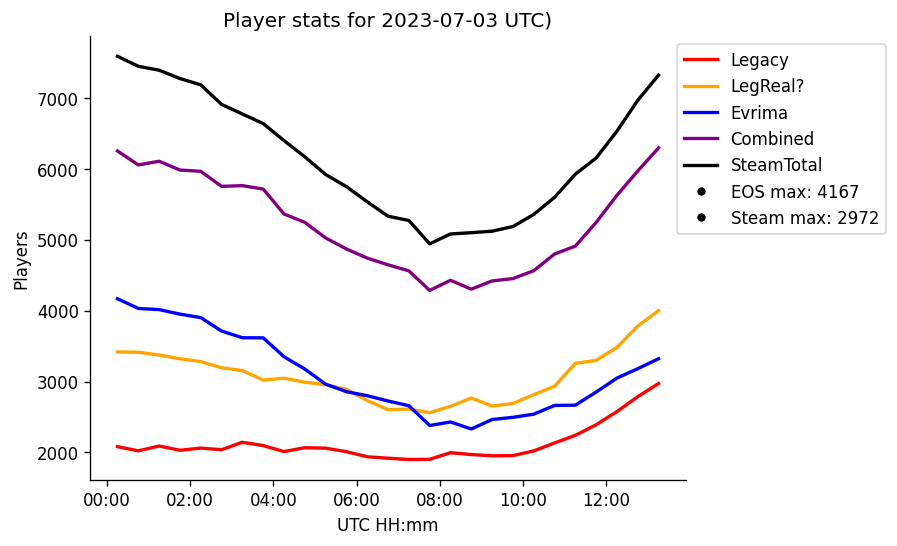 Player stats for 2023-07-03 UTC)
Players
7000
6000
5000
4000
3000
2000
00:00 02:00 04:00 06:00 08:00 10:00 12:00
UTC HH:mm
Legacy
LegReal?
Evrima
Combined
SteamTotal
EOS max: 4167
Steam max: 2972